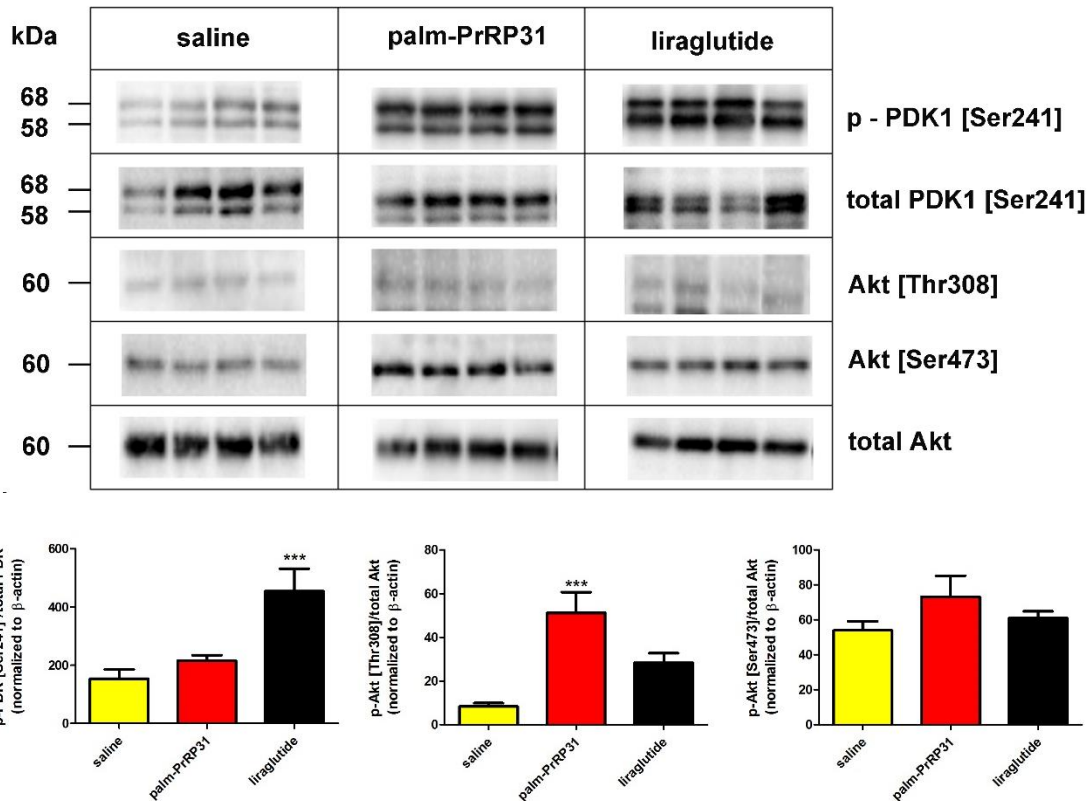 kDa saline palm-PrRP31 liraglutide
68
58
p - PDK1 [Ser241]
68
58
total PDK1 [Ser241]
60
Akt [Thr308]
60
Akt [Ser473]
60
total Akt
600
400
200
0
(normalized to β-actin)
***
saline
palm-PrRP31
liraglutide
80
60
40
20
0
p-Akt [Thr308]/total Akt
(normalized to β-actin)
***
saline
palm-PrRP31
liraglutide
100
80
60
40
20
0
p-Akt [Ser473]/total Akt
(normalized to β-actin)
saline
palm-PrRP31
liraglutide